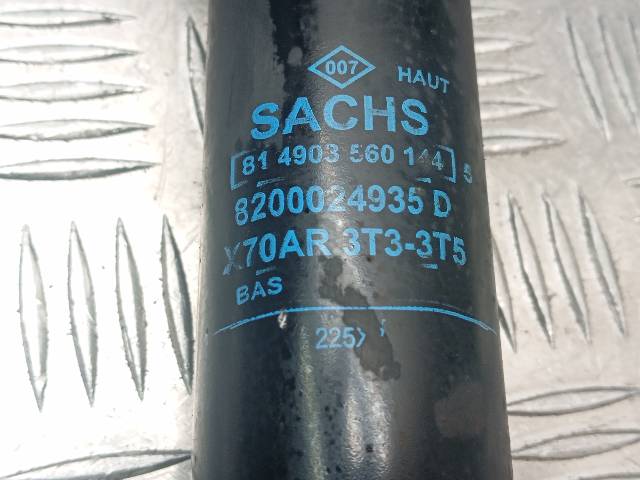 007 HAUT
SACHS
81 4903 560 144 5
8200024935 D
X70AR 3T3-3T5
BAS
225>